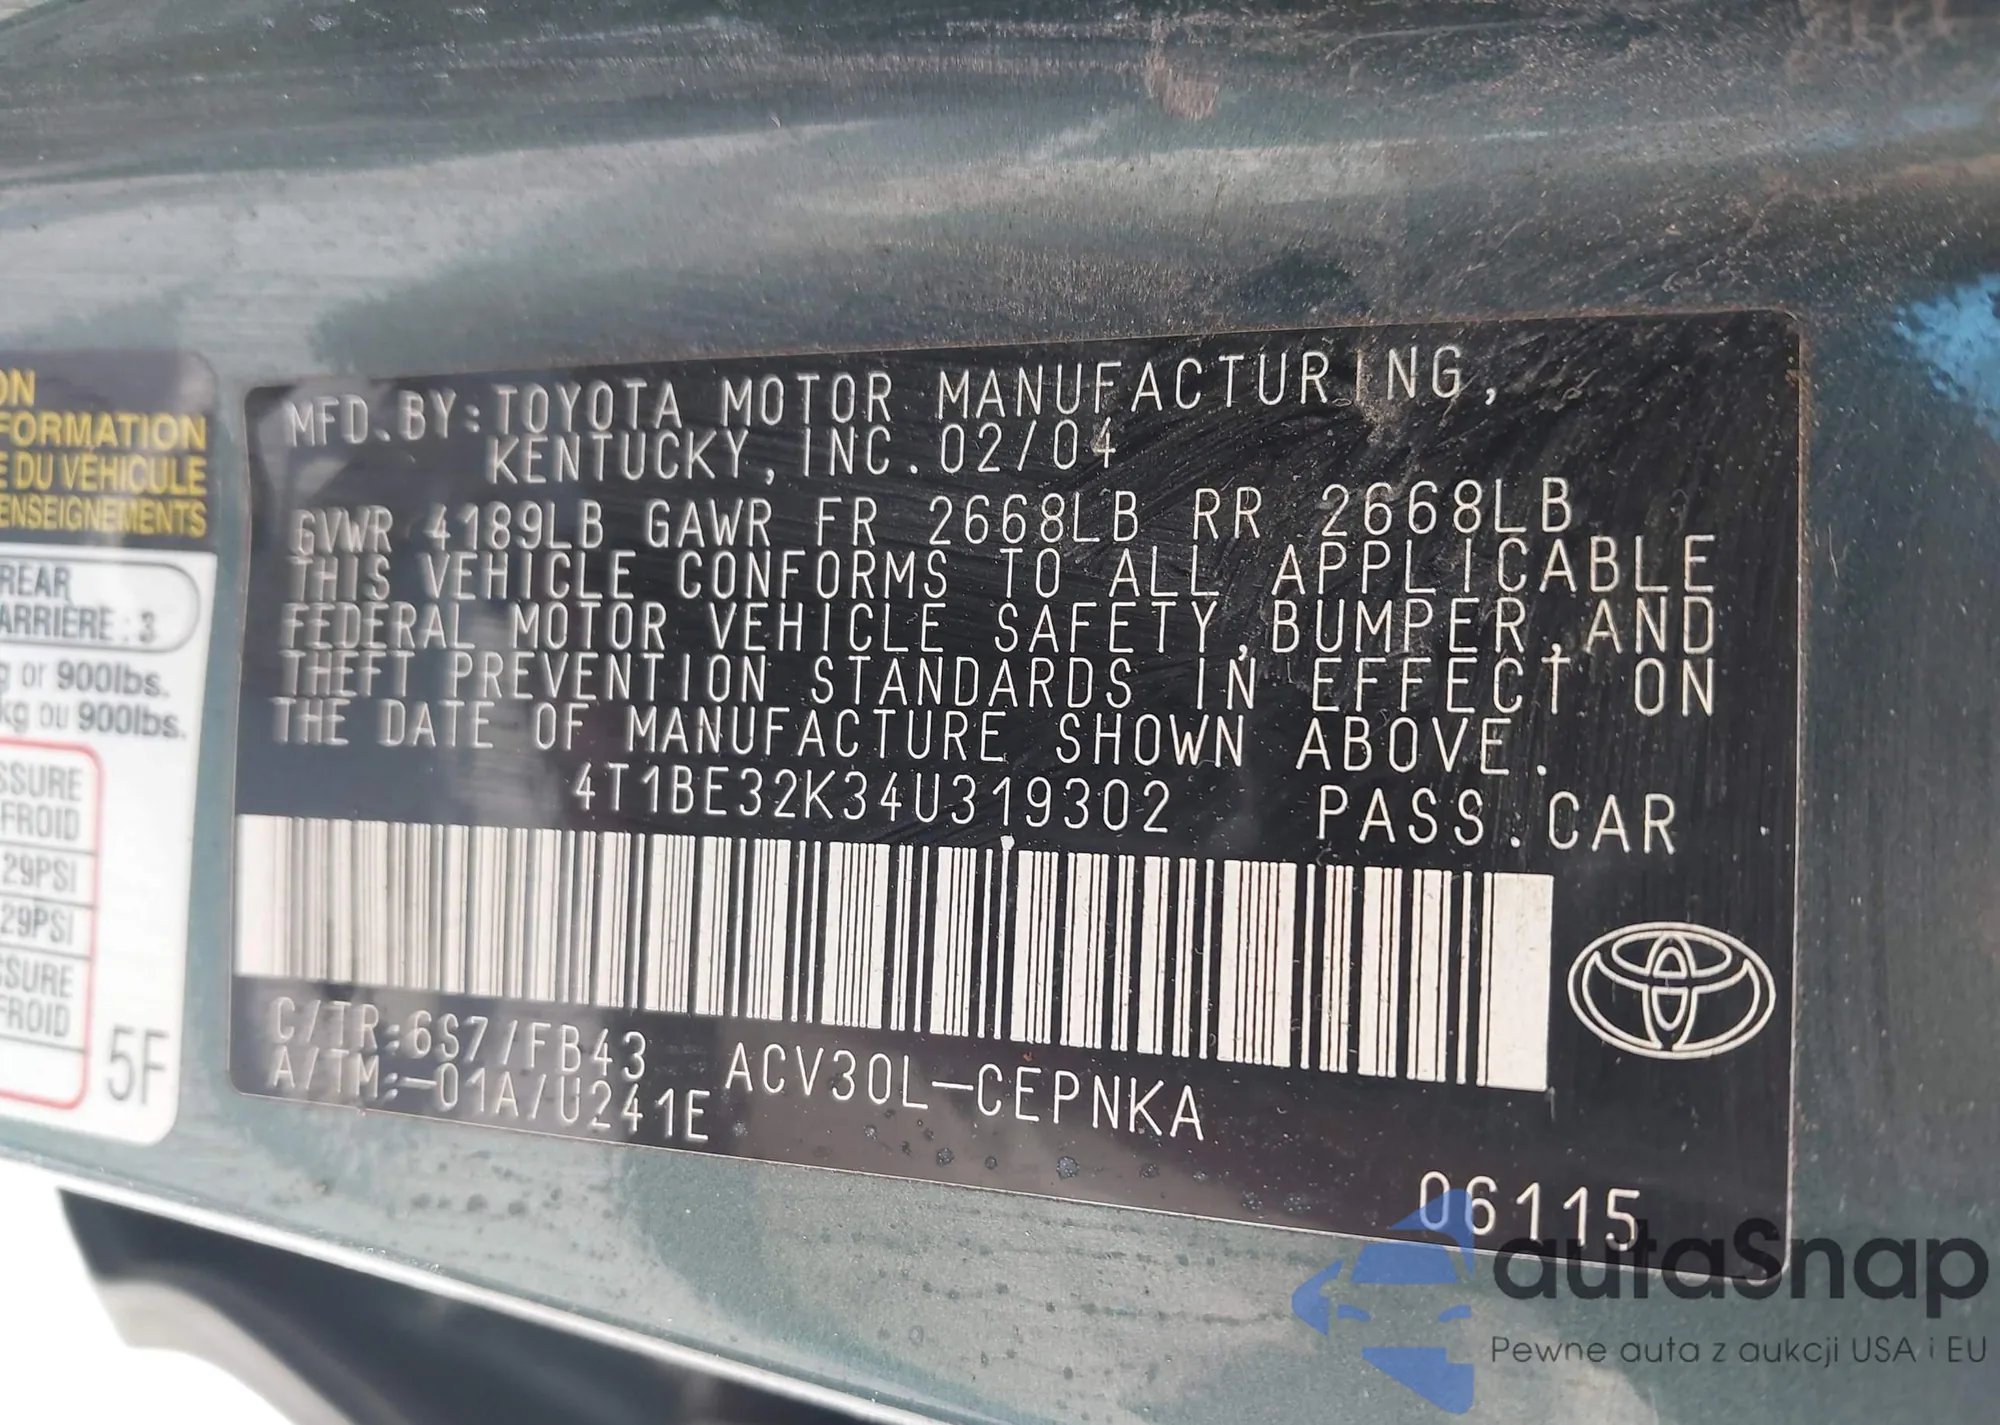 ON
FORMATION
E DU VÉHICULE
ENSEIGNEMENTS
REAR
ARRIÈRE : 3
g or 900lbs.
kg ou 900lbs.
SSURE
FROID
29PSI
29PSI
SSURE
FROID
5F
MFD.BY:TOYOTA MOTOR MANUFACTURING,
KENTUCKY, INC. 02/04
GVWR 4189LB GAWR FR 2668LB RR 2668LB
THIS VEHICLE CONFORMS TO ALL APPLICABLE
FEDERAL MOTOR VEHICLE SAFETY,BUMPER,AND
THEFT PREVENTION STANDARDS IN EFFECT ON
THE DATE OF MANUFACTURE SHOWN ABOVE.
4T1BE32K34U319302 PASS.CAR
C/TR:6S7/FB43 ACV30L-CEPNKA
A/TM:-01A/U241E
06115
autaSnap
Pewne auta z aukcji USA i EU